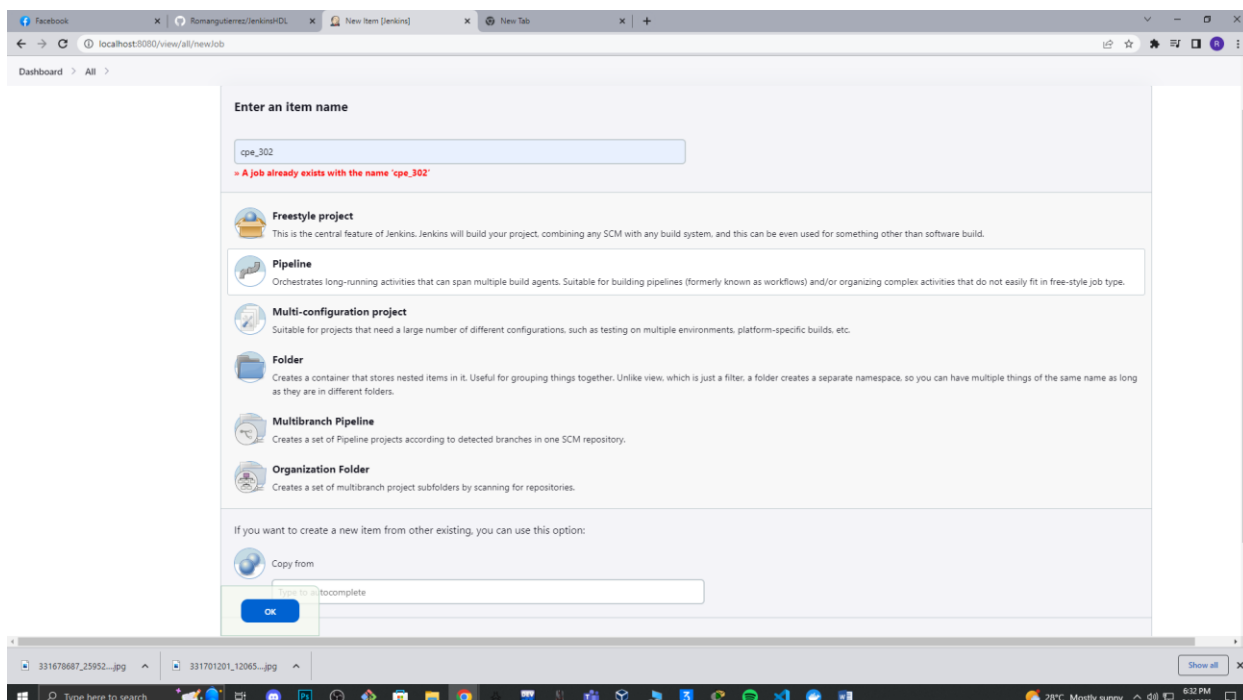 Facebook
Romangutierrez/JenkinsHDL
New Item [Jenkins]
New Tab
localhost:8080/view/all/newJob
R
Dashboard > All >
Enter an item name
cpe_302
» A job already exists with the name 'cpe_302'
Freestyle project
This is the central feature of Jenkins. Jenkins will build your project, combining any SCM with any build system, and this can be even used for something other than software build.
Pipeline
Orchestrates long-running activities that can span multiple build agents. Suitable for building pipelines (formerly known as workflows) and/or organizing complex activities that do not easily fit in free-style job type.
Multi-configuration project
Suitable for projects that need a large number of different configurations, such as testing on multiple environments, platform-specific builds, etc.
Folder
Creates a container that stores nested items in it. Useful for grouping things together. Unlike view, which is just a filter, a folder creates a separate namespace, so you can have multiple things of the same name as long
as they are in different folders.
Multibranch Pipeline
Creates a set of Pipeline projects according to detected branches in one SCM repository.
Organization Folder
Creates a set of multibranch project subfolders by scanning for repositories.
If you want to create a new item from other existing, you can use this option:
Copy from
Type to autocomplete
OK
331678687_25952...jpg
331701201_12065...jpg
Show all
Type here to search
28°C Mostly sunny
6:32 PM